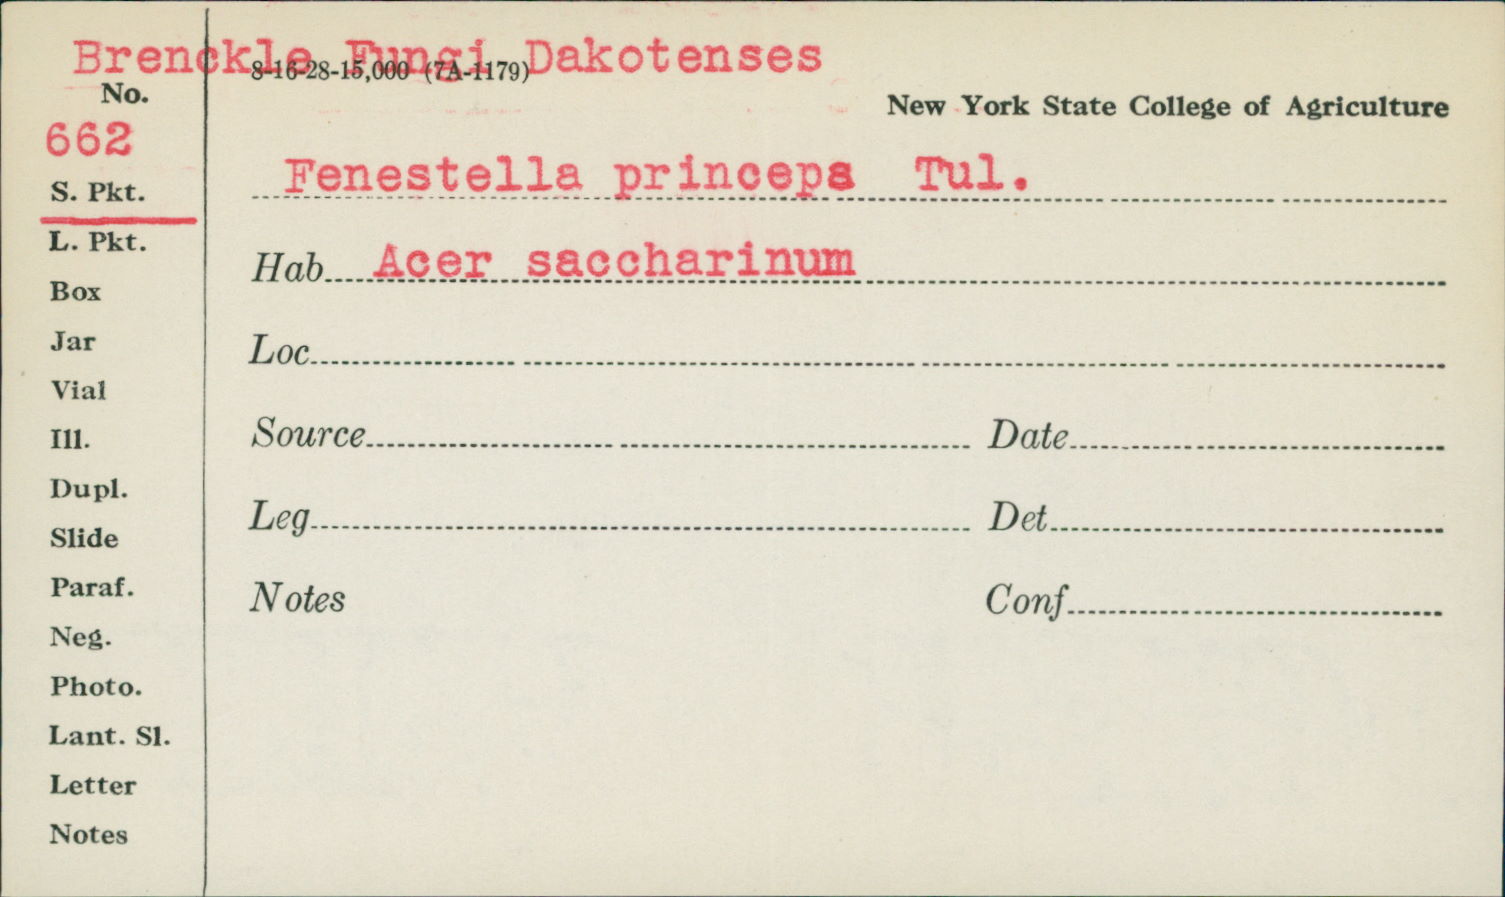 Brenckle Fungi Dakotenses
8-16-28-15,000 (7A-1179)
No.
New York State College of Agriculture
662
Fenestella princeps Tul.
S. Pkt.
L. Pkt.
Hab. Acer saccharinum
Box
Jar
Loc.
Vial
Ill.
Source
Date
Dupl.
Leg.
Det.
Slide
Paraf.
Notes
Conf.
Neg.
Photo.
Lant. Sl.
Letter
Notes